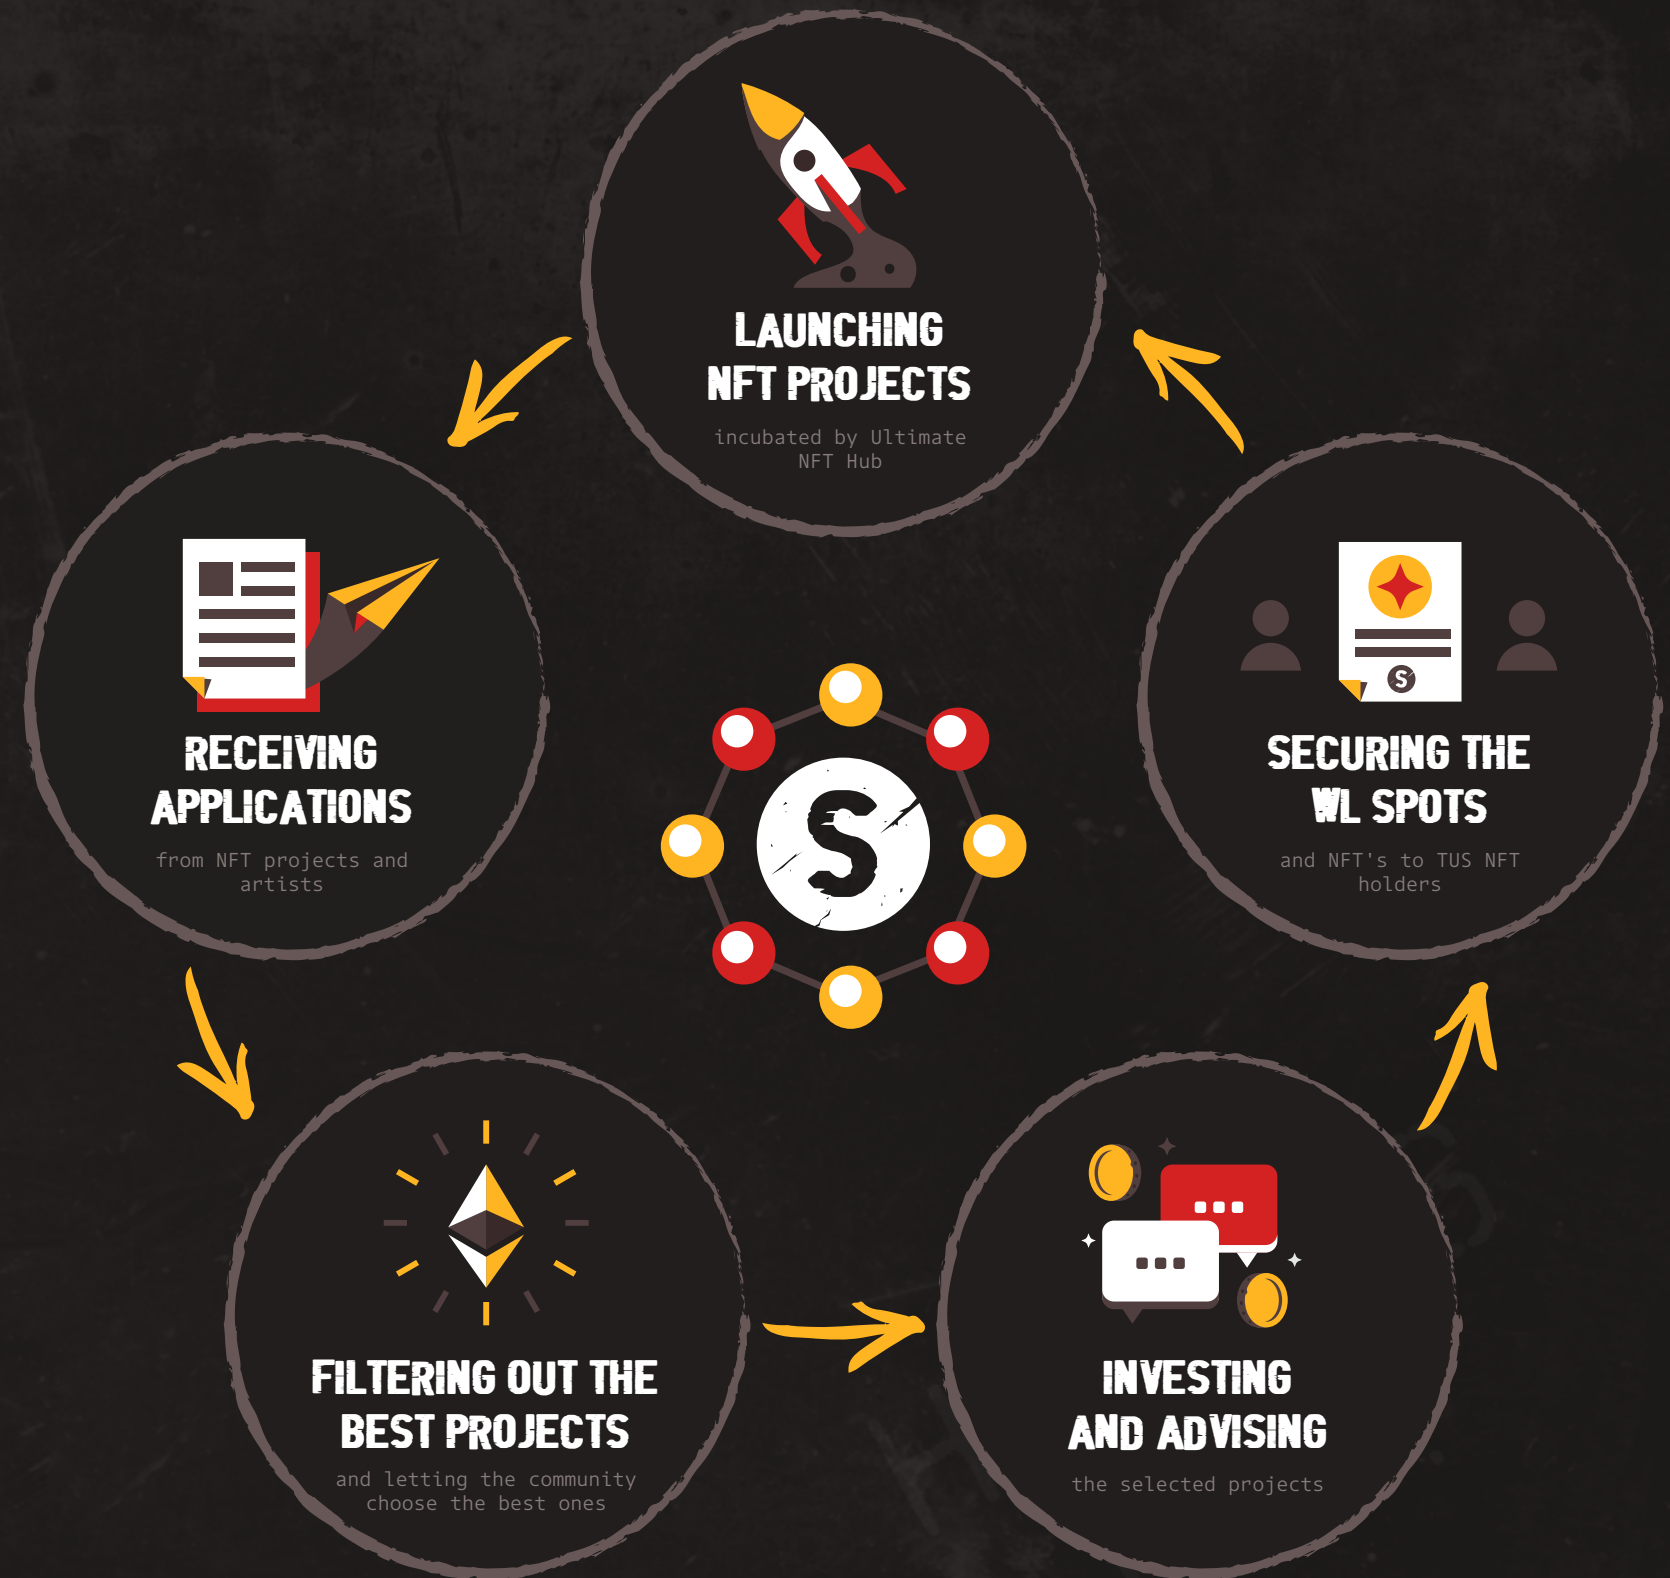 LAUNCHING
NFT PROJECTS
incubated by Ultimate
NFT Hub
RECEIVING
APPLICATIONS
from NFT projects and
artists
S
SECURING THE
WL SPOTS
and NFT's to TUS NFT
holders
S
FILTERING OUT THE
BEST PROJECTS
and letting the community
choose the best ones
INVESTING
AND ADVISING
the selected projects